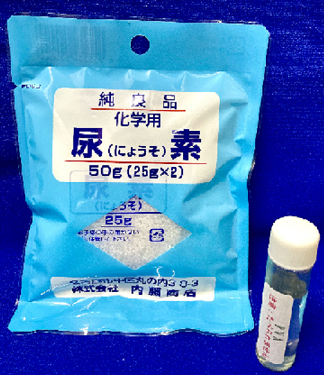 純良品
化学用
尿(にょうそ)素
50g(25g×2)
尿素
(にょうそ)
25g
株式会社 内藤商店
PVA